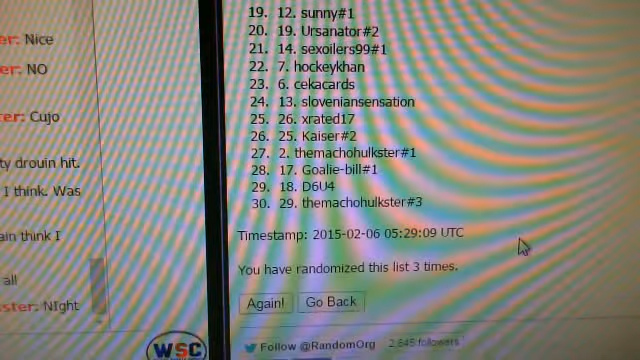 er: Nice
er: NO
ter: Cujo
ty drouin hit.
I think. Was
ain think I
all
ster: NIght
19. 12. sunny#1
20. 19. Ursanator#2
21. 14. sexoilers99#1
22. 7. hockeykhan
23. 6. cekacards
24. 13. sloveniansensation
25. 26. xrated17
26. 25. Kaiser#2
27. 2. themachohulkster#1
28. 17. Goalie-bill#1
29. 18. D6U4
30. 29. themachohulkster#3
Timestamp: 2015-02-06 05:29:09 UTC
You have randomized this list 3 times.
Again! Go Back
WSC
Follow @RandomOrg 2,645 followers